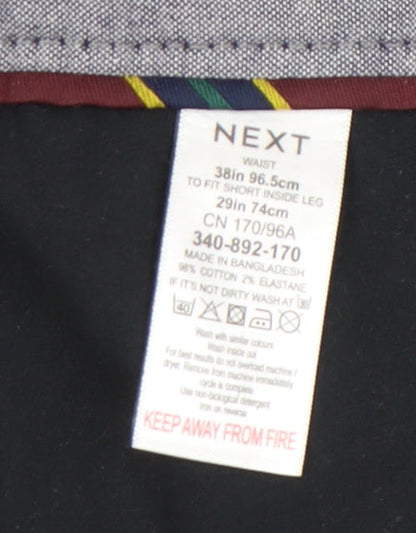 NEXT
WAIST
38in 96.5cm
TO FIT SHORT INSIDE LEG
29in 74cm
CN 170/96A
340-892-170
MADE IN BANGLADESH
98% COTTON 2% ELASTANE
IF IT'S NOT DIRTY WASH AT 30
40
Wash with similar colours
Wash inside out
For best results do not overload machine /
dryer. Remove from machine immediately
cycle is complete
Use non-biological detergent
Iron on reverse
KEEP AWAY FROM FIRE